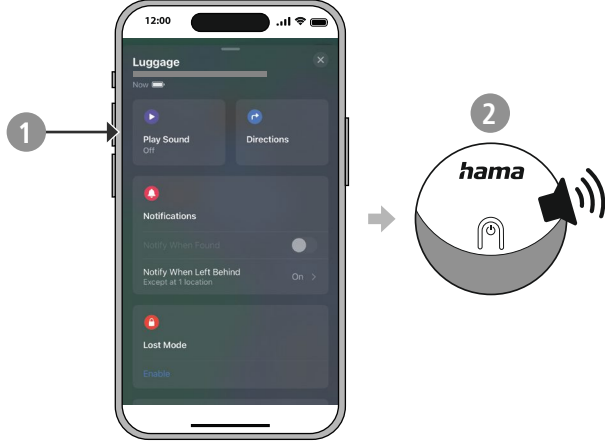 12:00
Luggage
Now
Play Sound
Off
Directions
Notifications
Notify When Found
Notify When Left Behind
Except at 1 location
On
Lost Mode
Enable
1
2
hama